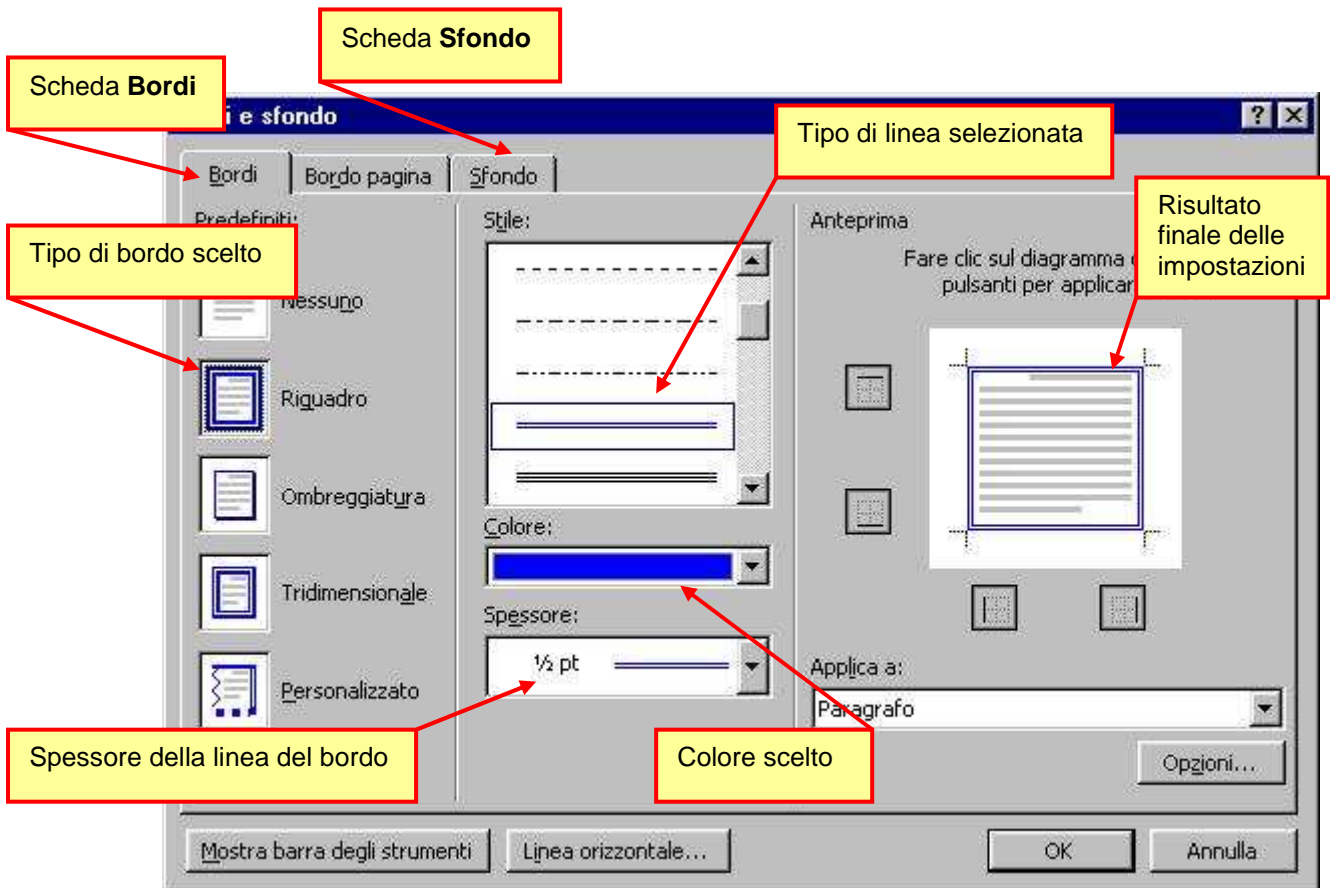 Scheda Sfondo
Scheda Bordi
i e sfondo
Tipo di linea selezionata
Bordi
Bordo pagina
Sfondo
Predefiniti:
Stile:
Anteprima
Risultato
finale delle
impostazioni
Tipo di bordo scelto
Fare clic sul diagramma
pulsanti per applicar
Nessuno
Riquadro
Ombreggiatura
Colore:
Tridimensionale
Spessore:
½ pt
Applica a:
Personalizzato
Paragrafo
Spessore della linea del bordo
Colore scelto
Opzioni...
Mostra barra degli strumenti
Linea orizzontale...
OK
Annulla